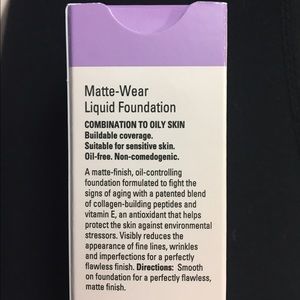 Matte-Wear
Liquid Foundation
COMBINATION TO OILY SKIN
Buildable coverage.
Suitable for sensitive skin.
Oil-free. Non-comedogenic.
A matte-finish, oil-controlling
foundation formulated to fight the
signs of aging with a patented blend
of collagen-building peptides and
vitamin E, an antioxidant that helps
protect the skin against environmental
stressors. Visibly reduces the
appearance of fine lines, wrinkles
and imperfections for a perfectly
flawless finish. Directions: Smooth
on foundation for a perfectly flawless,
matte finish.